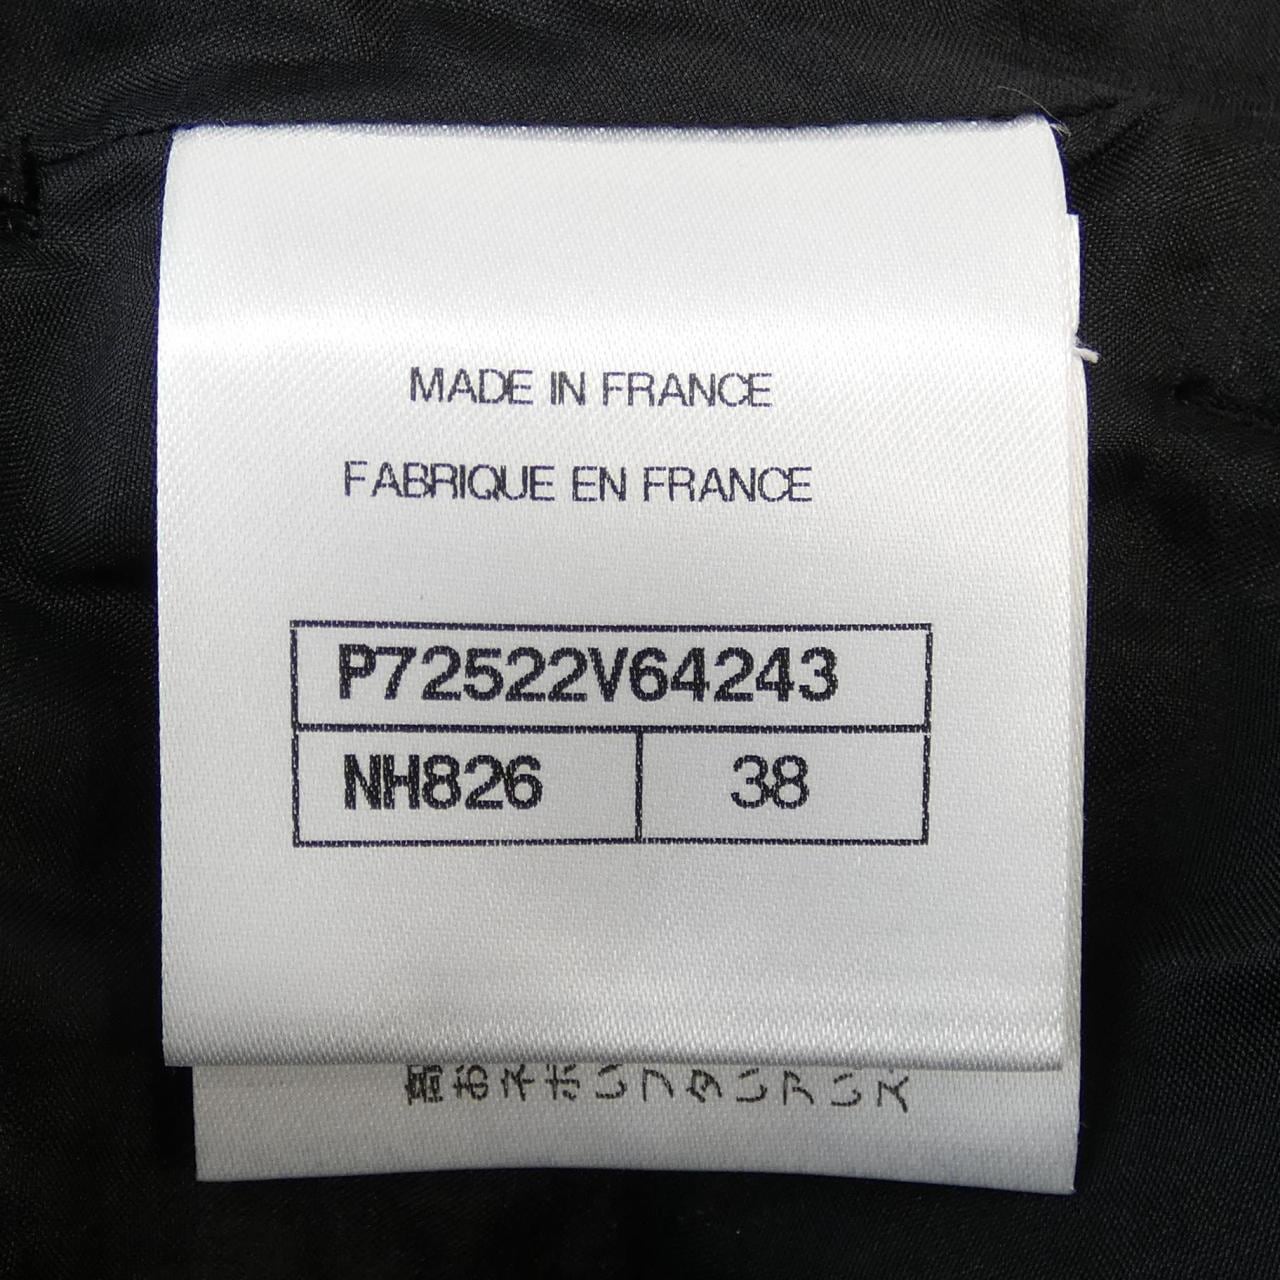 MADE IN FRANCE
FABRIQUE EN FRANCE
P72522V64243
NH826 38